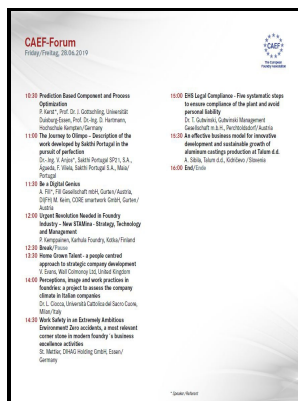 CAEF-Forum
Friday/Freitag, 28.06.2019
CAEF
The European
Foundry Association
10:30 Prediction Based Component and Process
Optimization
P. Kerst*, Prof. Dr. J. Gottschling, Universität
Duisburg-Essen, Prof. Dr.-Ing. D. Hartmann,
Hochschule Kempten/Germany
11:00 The Journey to Olimpo - Description of the
work developed by Sakthi Portugal in the
pursuit of perfection
Dr.-Ing. V. Anjos*, Sakthi Portugal SP21, S.A.,
Águeda, F. Vilela, Sakthi Portugal S.A., Maia/
Portugal
11:30 Be a Digital Genius
A. Fill*, Fill Gesellschaft mbH, Gurten/Austria,
DI(FH) M. Keim, CORE smartwork GmbH, Gurten/
Austria
12:00 Urgent Revolution Needed in Foundry
Industry - New STAMina - Strategy, Technology
and Management
P. Kemppainen, Karhula Foundry, Kotka/Finland
12:30 Break/Pause
13:30 Home Grown Talent - a people centred
approach to strategic company development
V. Evans, Wall Colmonoy Ltd, United Kingdom
14:00 Perceptions, image and work practices in
foundries: a project to assess the company
climate in Italian companies
Dr. L. Ciocca, Università Cattolica del Sacro Cuore,
Milan/Italy
14:30 Work Safety in an Extremely Ambitious
Environment! Zero accidents, a most relevant
corner stone in modern foundry´s business
excellence activities
St. Mettler, DIHAG Holding GmbH; Essen/
Germany
15:00 EHS Legal Compliance - Five systematic steps
to ensure compliance of the plant and avoid
personal liability
Dr. T. Gutwinski, Gutwinski Management
Gesellschaft m.b.H., Perchtoldsdorf/Austria
15:30 An effective business model for innovative
development and sustainable growth of
aluminum castings production at Talum d.d.
A. Sibila, Talum d.d., Kidričevo /Slovenia
16:00 End/Ende
* Speaker/Referent